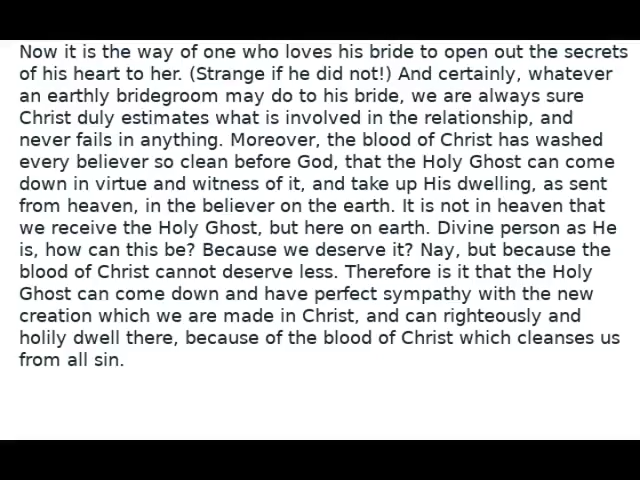 Now it is the way of one who loves his bride to open out the secrets
of his heart to her. (Strange if he did not!) And certainly, whatever
an earthly bridegroom may do to his bride, we are always sure
Christ duly estimates what is involved in the relationship, and
never fails in anything. Moreover, the blood of Christ has washed
every believer so clean before God, that the Holy Ghost can come
down in virtue and witness of it, and take up His dwelling, as sent
from heaven, in the believer on the earth. It is not in heaven that
we receive the Holy Ghost, but here on earth. Divine person as He
is, how can this be? Because we deserve it? Nay, but because the
blood of Christ cannot deserve less. Therefore is it that the Holy
Ghost can come down and have perfect sympathy with the new
creation which we are made in Christ, and can righteously and
holily dwell there, because of the blood of Christ which cleanses us
from all sin.